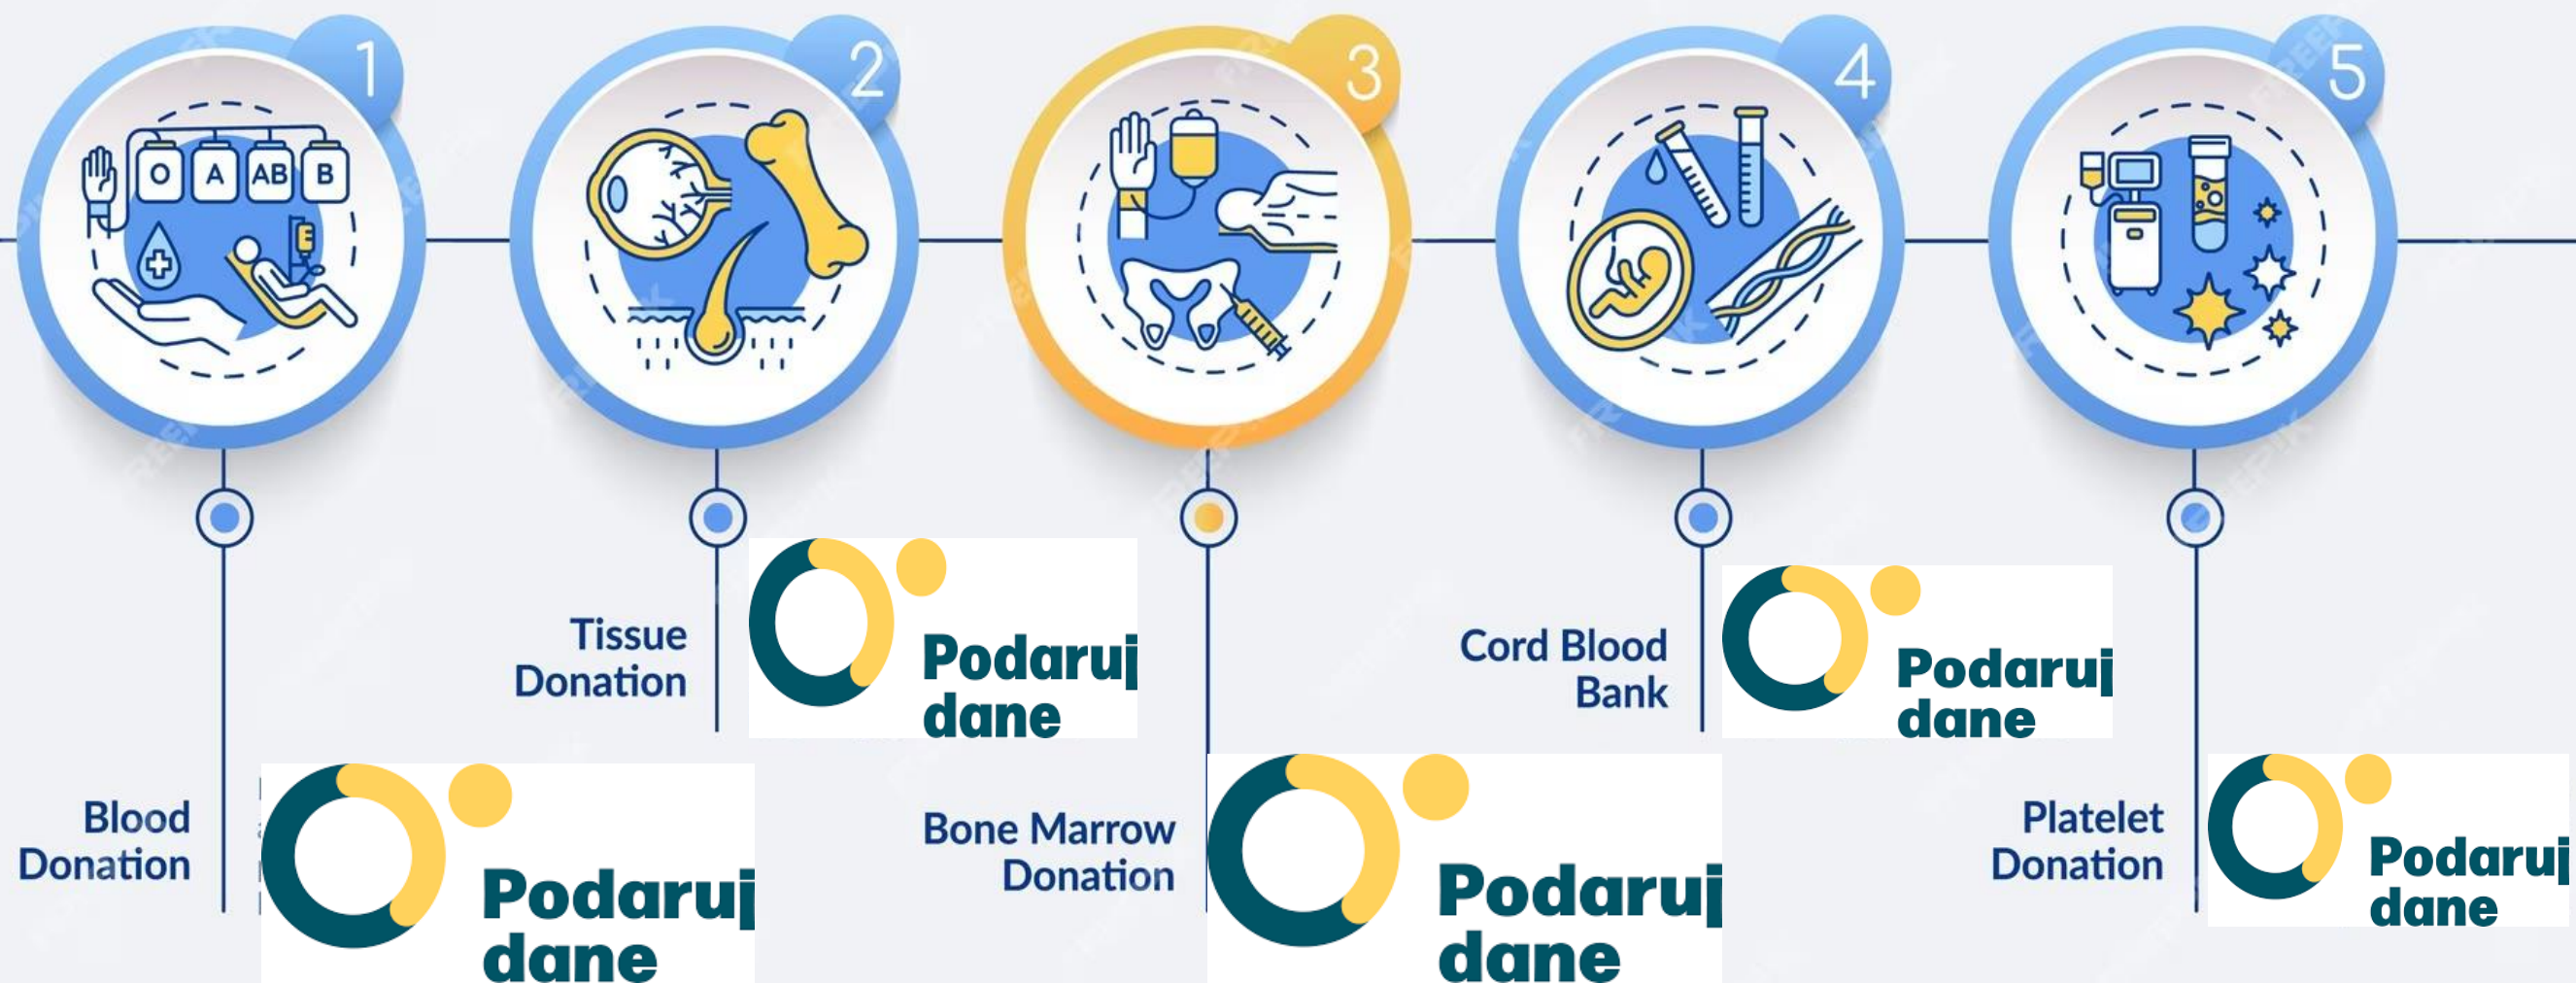 1
2
3
4
5
O A AB B
Tissue
Donation
Podaruj
dane
Cord Blood
Bank
Podaruj
dane
Blood
Donation
Podaruj
dane
Bone Marrow
Donation
Podaruj
dane
Platelet
Donation
Podaruj
dane